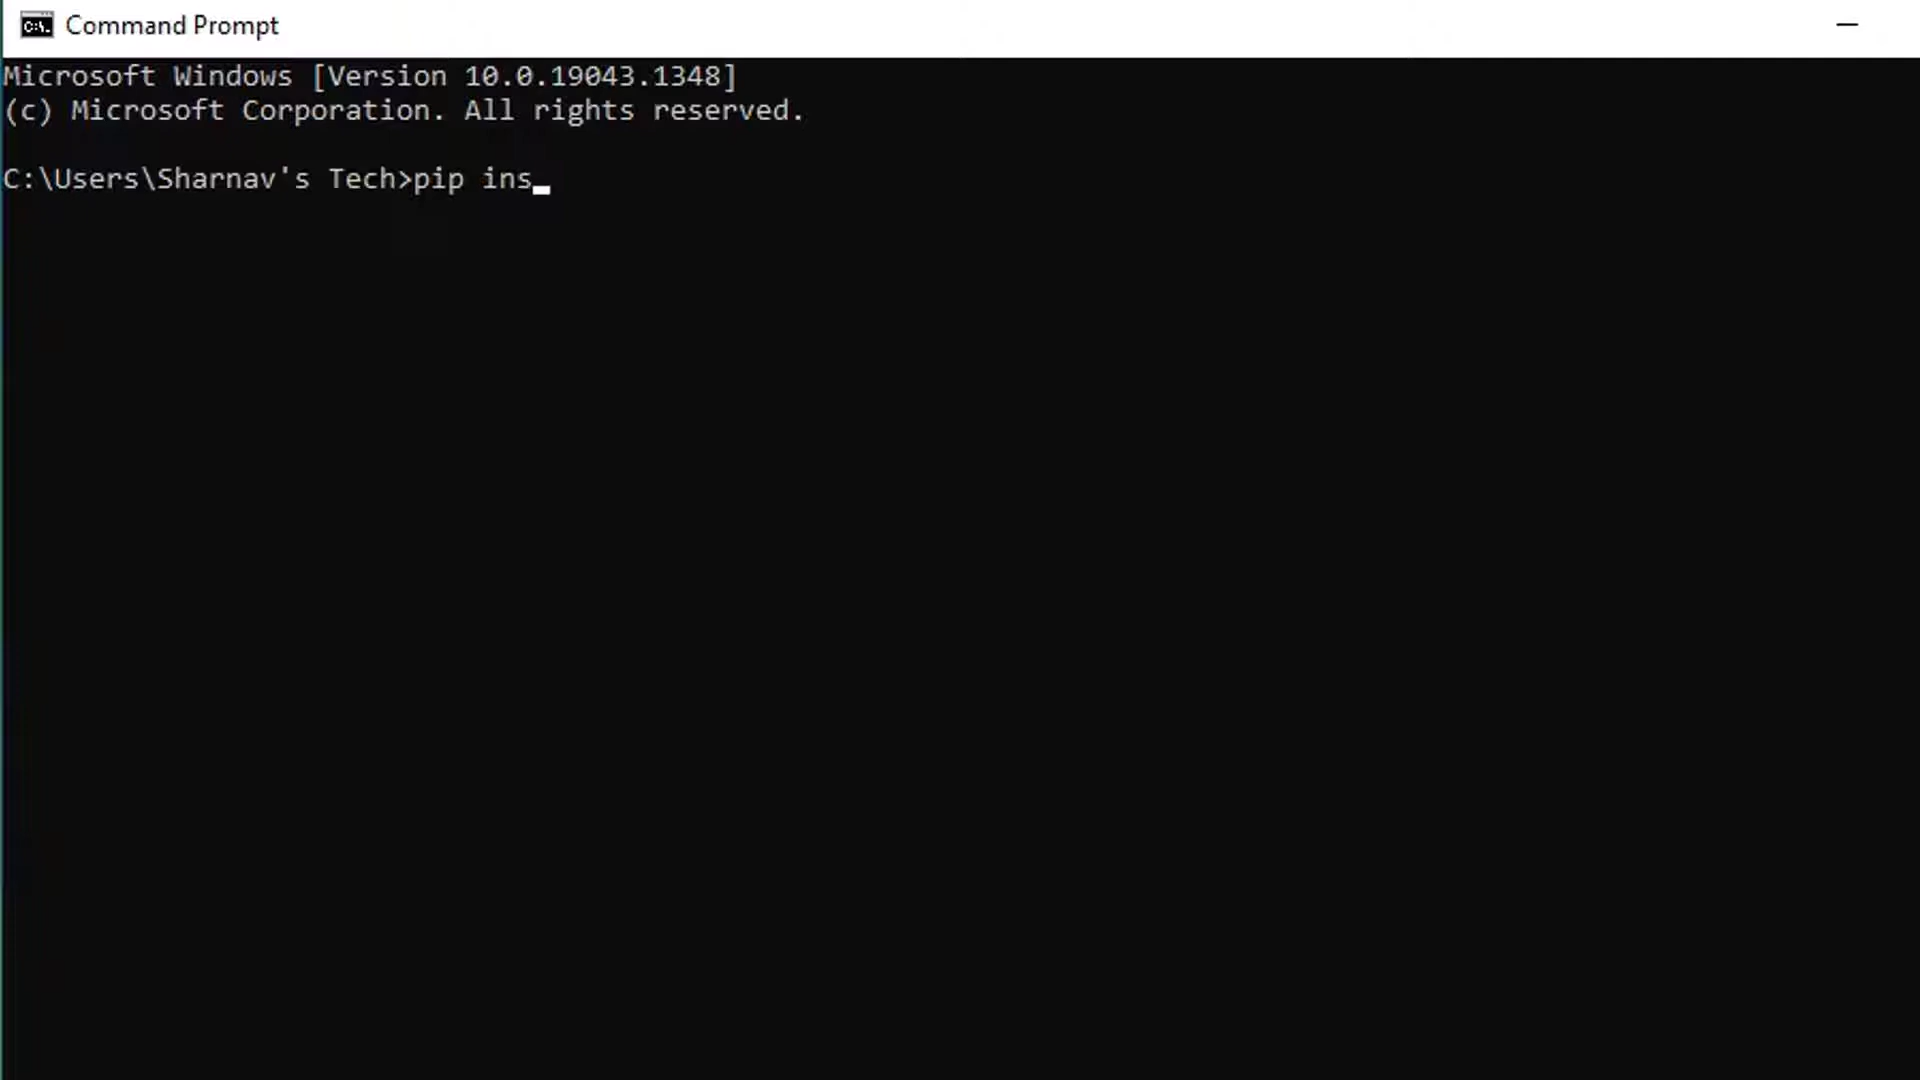 Command Prompt
Microsoft Windows [Version 10.0.19043.1348]
(c) Microsoft Corporation. All rights reserved.
C:\Users\Sharnav's Tech>pip ins_